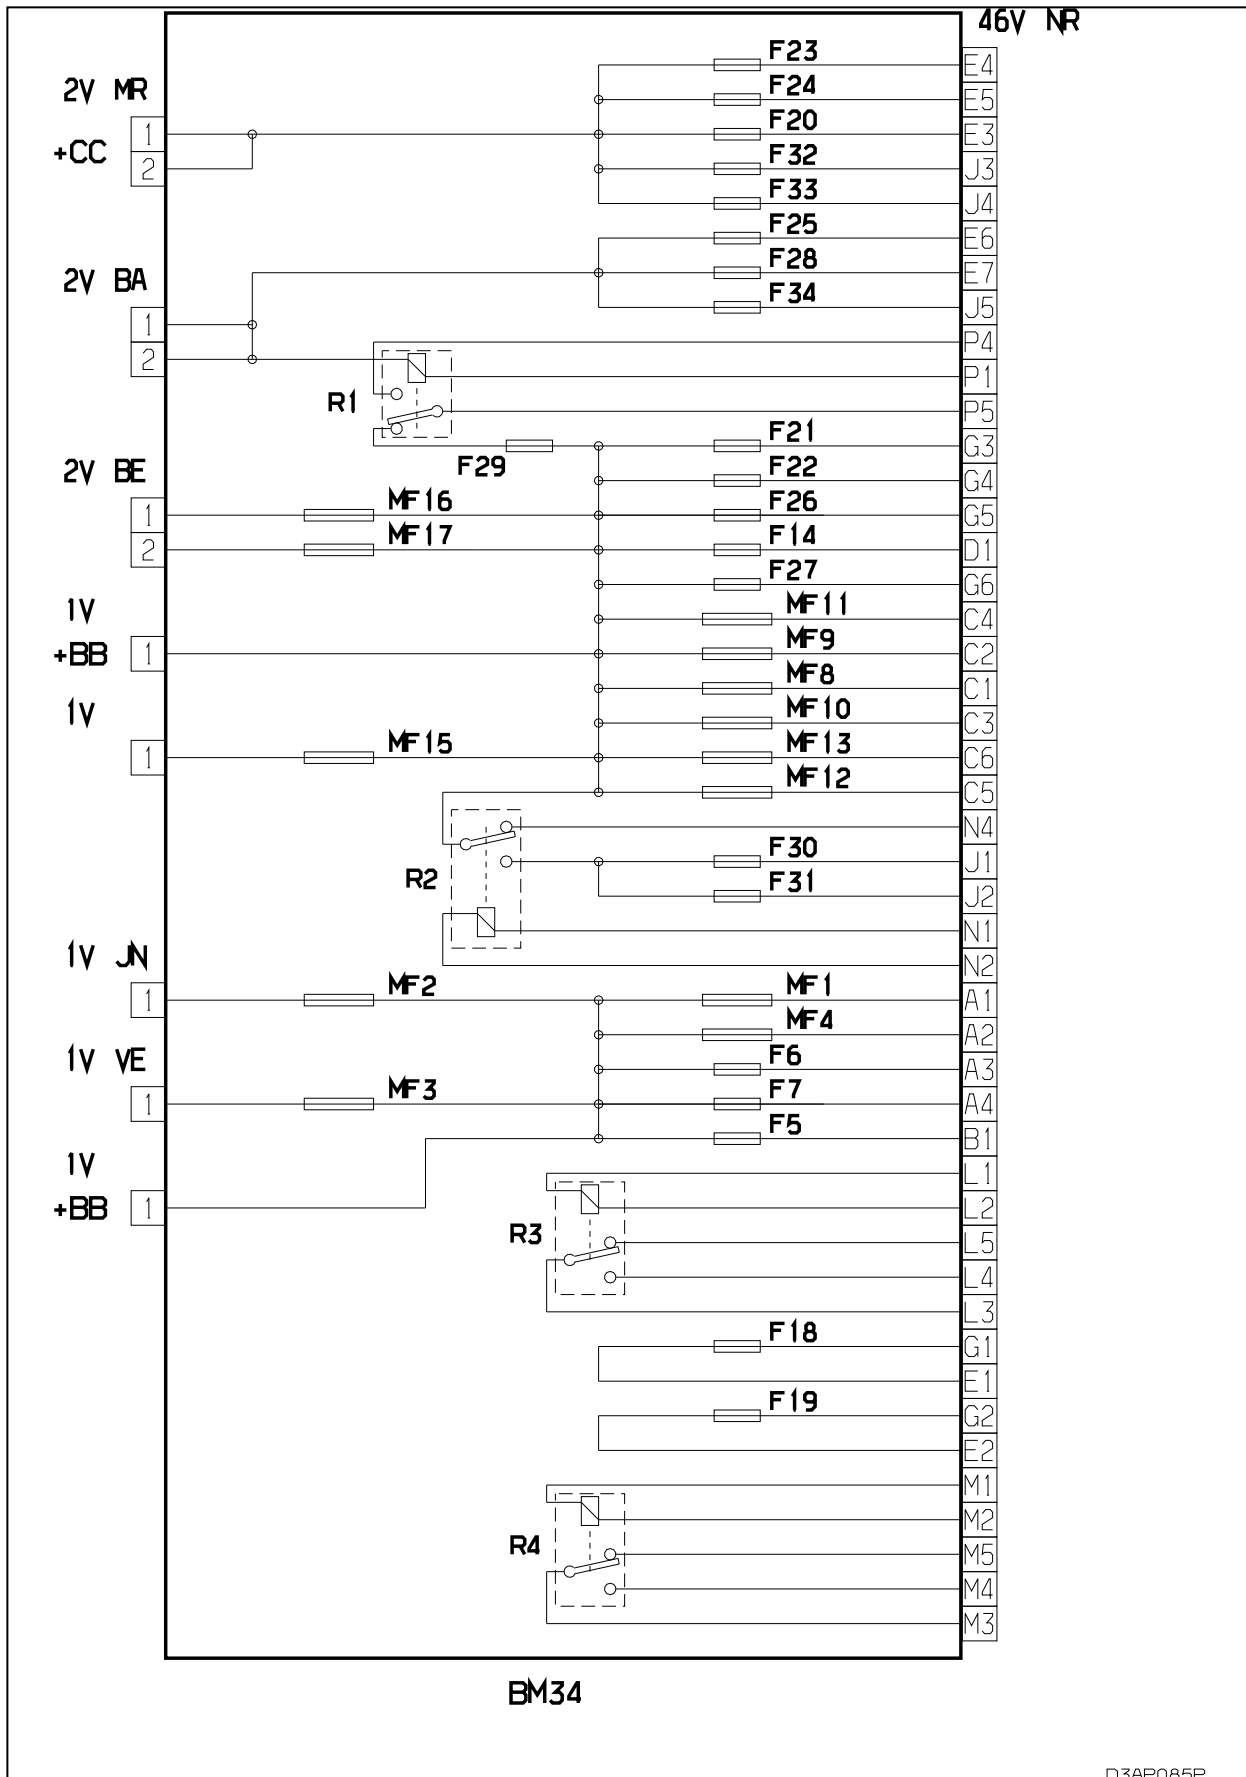 46V NR
F23
E4
2V MR
F24
E5
1
F20
E3
+CC
2
F32
J3
F33
J4
F25
E6
2V BA
F28
E7
1
F34
J5
2
P4
P1
R1
P5
F21
G3
2V BE
F29
F22
G4
1
MF16
F26
G5
2
MF17
F14
D1
F27
G6
1V
MF11
C4
+BB
1
MF9
C2
MF8
C1
1V
MF10
C3
1
MF15
MF13
C6
MF12
C5
N4
F30
J1
R2
F31
J2
N1
1V JN
N2
1
MF2
MF1
A1
MF4
A2
1V VE
F6
A3
1
MF3
F7
A4
F5
B1
1V
L1
+BB
1
L2
R3
L5
L4
L3
F18
G1
E1
F19
G2
E2
M1
M2
R4
M5
M4
M3
BM34
D3AP085P